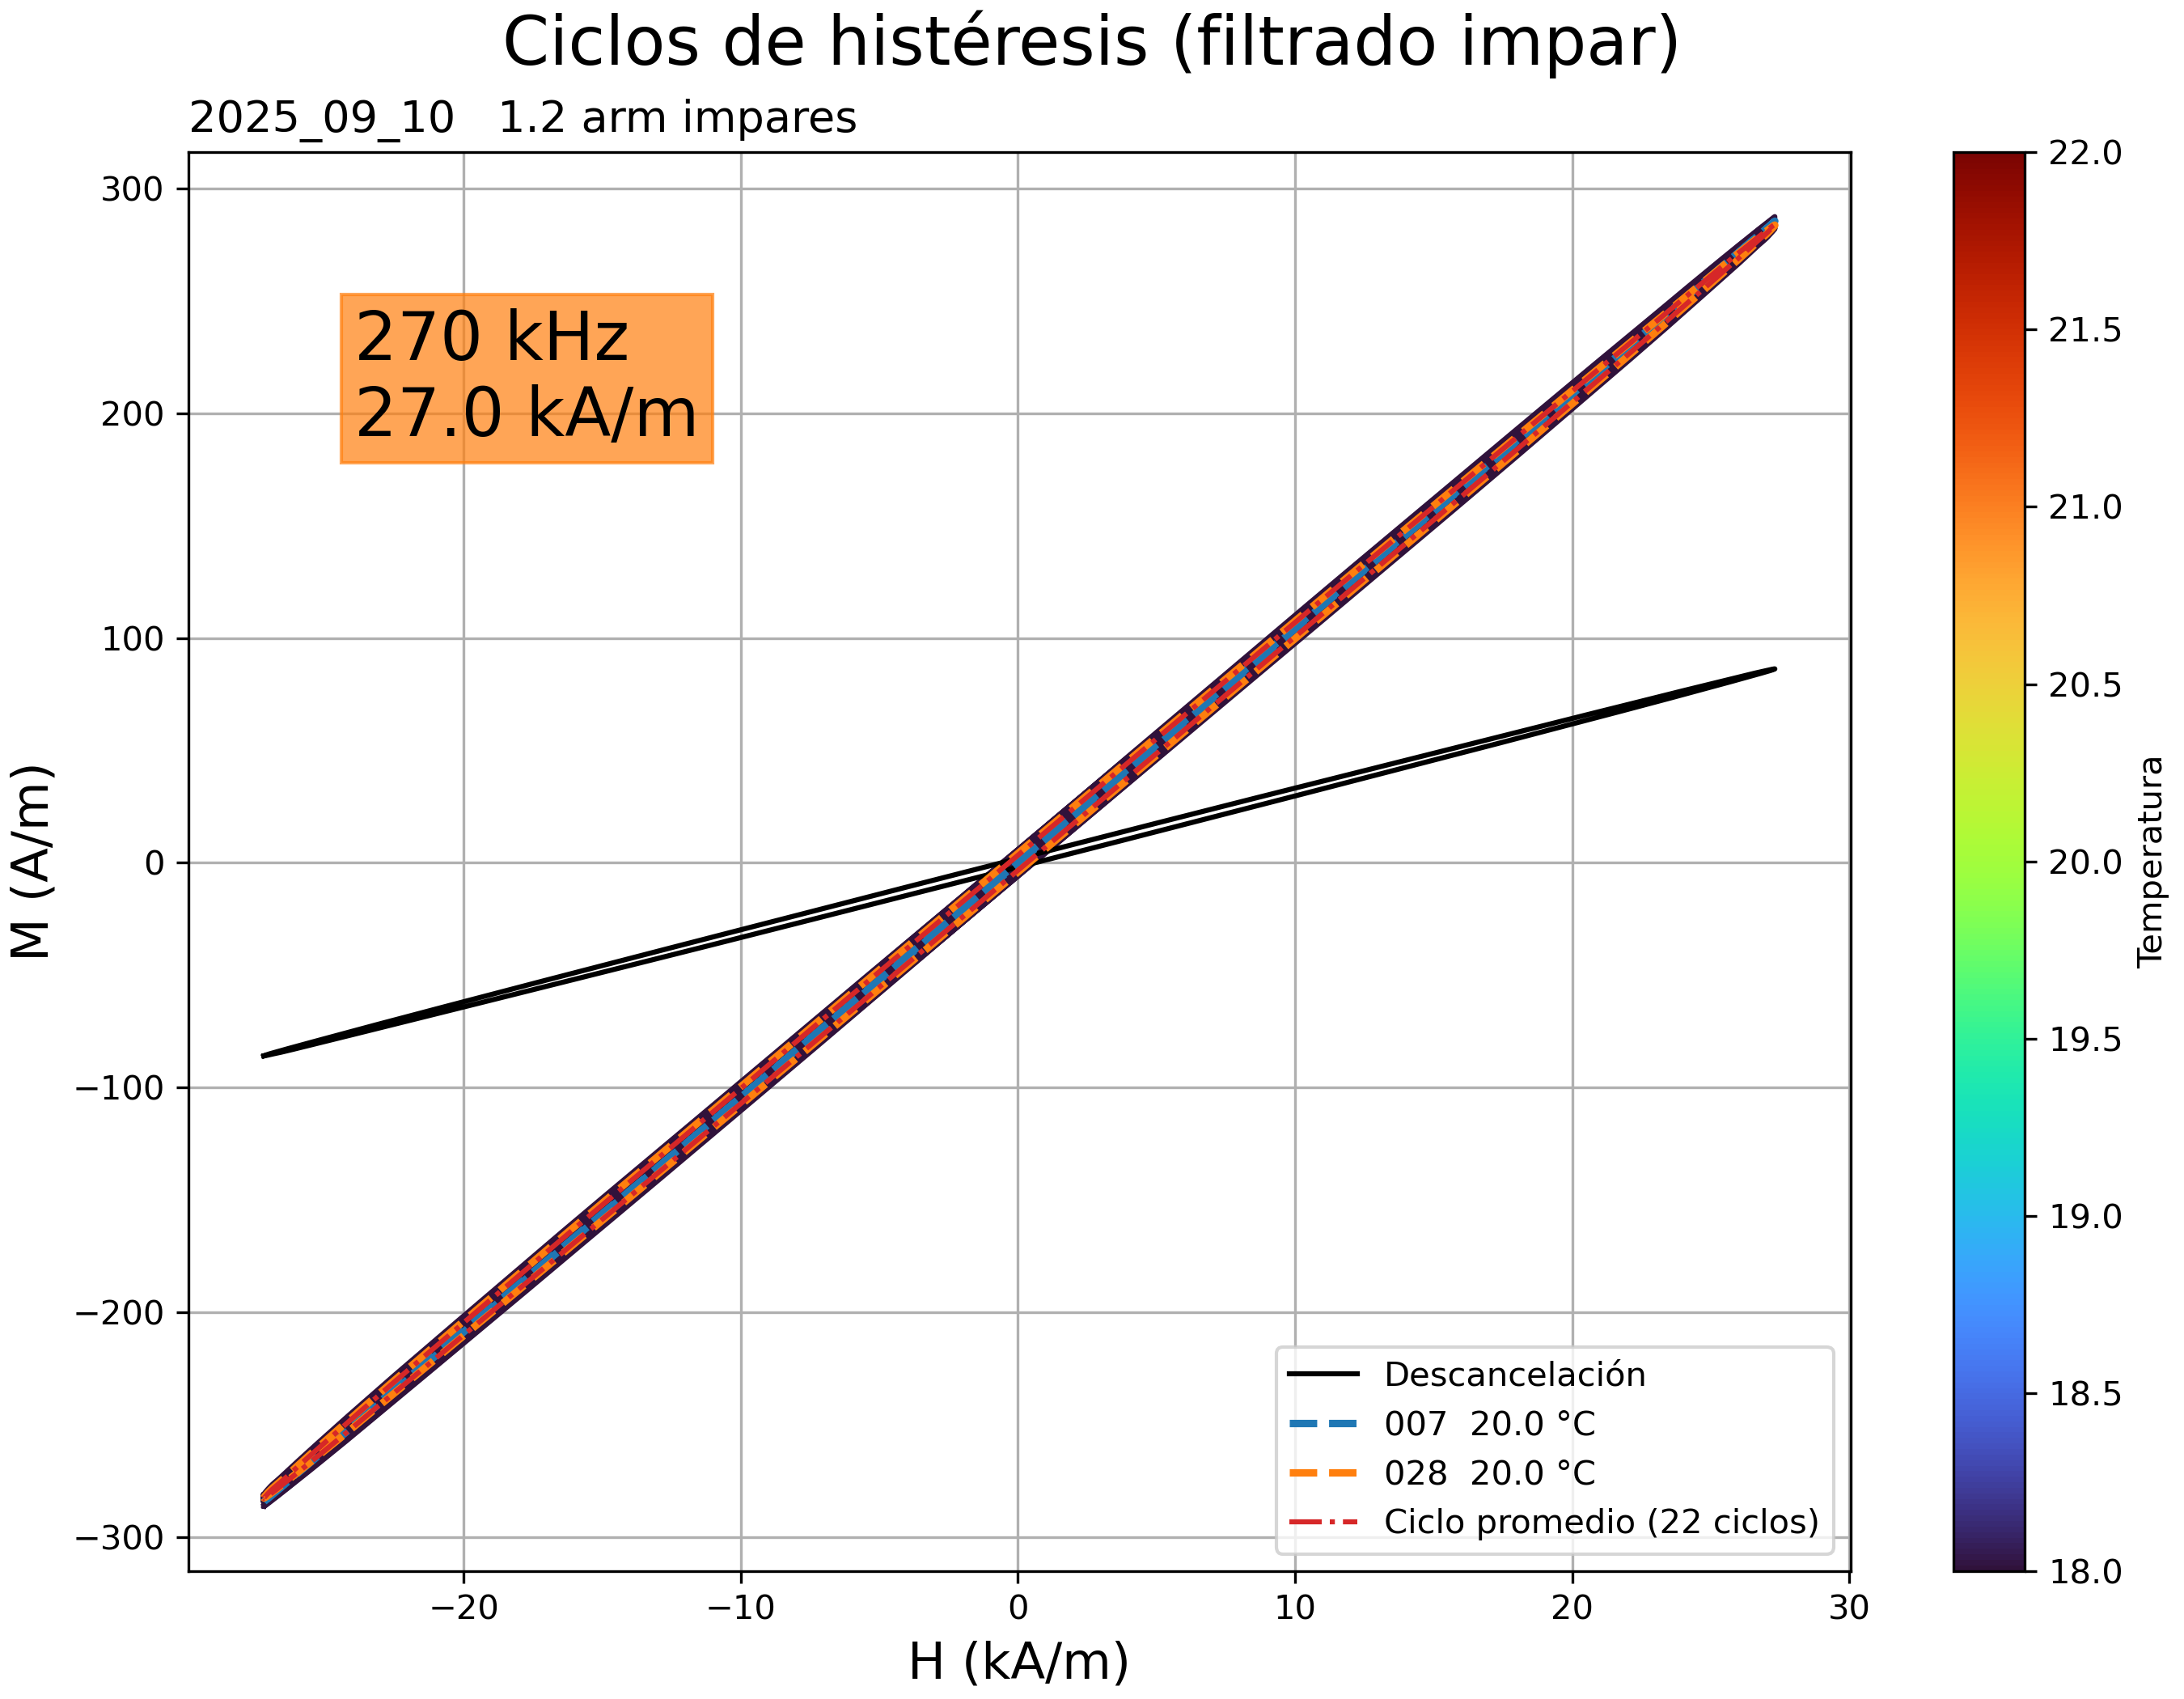 Ciclos de histéresis (filtrado impar)
2025_09_10   1.2 arm impares
270 kHz
27.0 kA/m
300
200
100
0
−100
−200
−300
M (A/m)
−20
−10
0
10
20
30
H (kA/m)
Descancelación
007  20.0 °C
028  20.0 °C
Ciclo promedio (22 ciclos)
22.0
21.5
21.0
20.5
20.0
19.5
19.0
18.5
18.0
Temperatura